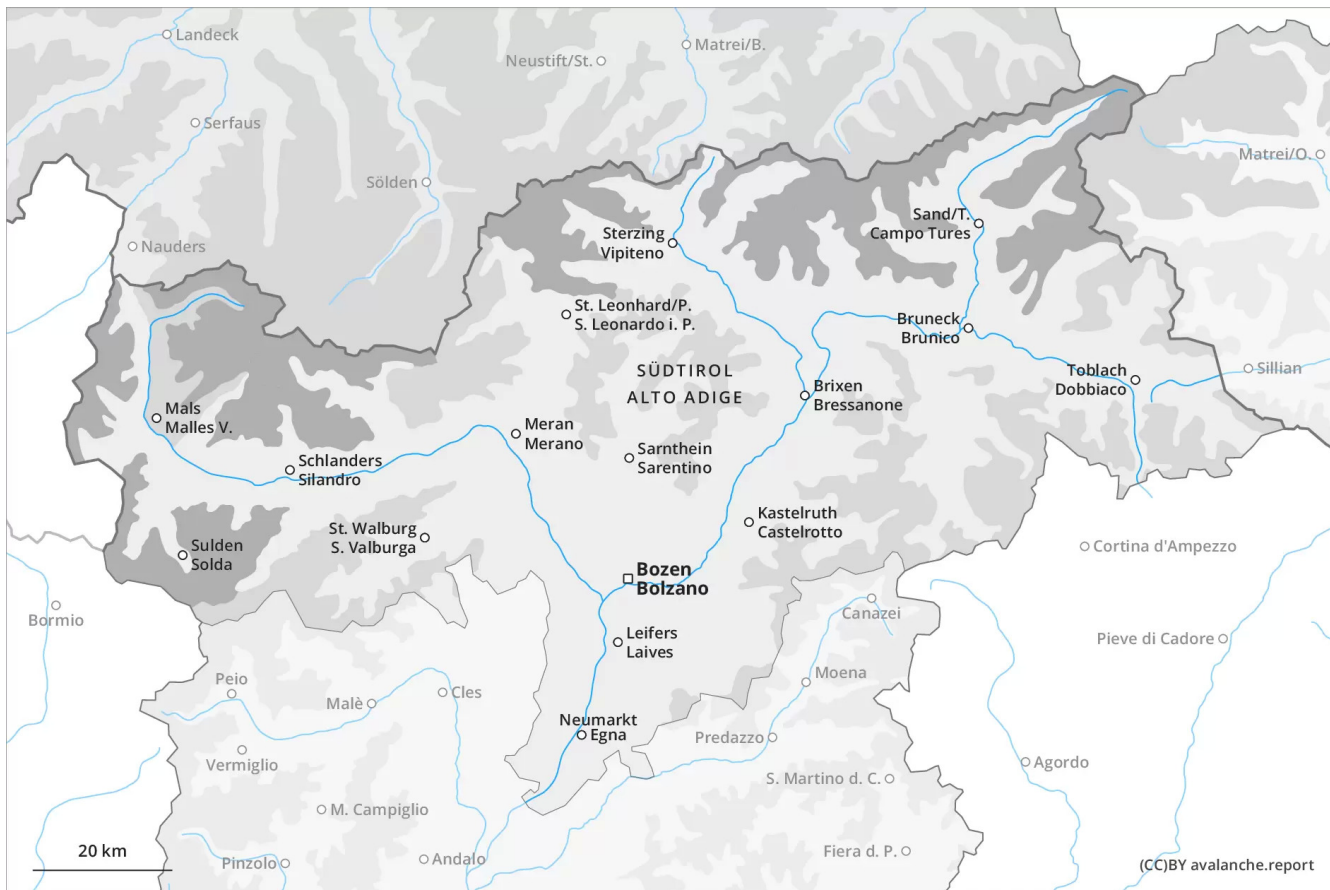 Landeck
Matrei/B.
Neustift/St.
Serfaus
Matrei/O.
Sölden
Sand/T.
Campo Tures
Sterzing
Vipiteno
Nauders
St. Leonhard/P.
S. Leonardo i. P.
Bruneck
Brunico
SÜDTIROL
ALTO ADIGE
Toblach
Dobbiaco
Sillian
Brixen
Bressanone
Mals
Malles V.
Meran
Merano
Sarnthein
Sarentino
Schlanders
Silandro
Kastelruth
Castelrotto
St. Walburg
S. Valburga
Sulden
Solda
Cortina d'Ampezzo
Bozen
Bolzano
Bormio
Canazei
Leifers
Laives
Pieve di Cadore
Peio
Moena
Malè
Cles
Neumarkt
Egna
Predazzo
Vermiglio
Agordo
S. Martino d. C.
M. Campiglio
20 km
Pinzolo
Andalo
Fiera d. P.
(CC)BY avalanche.report